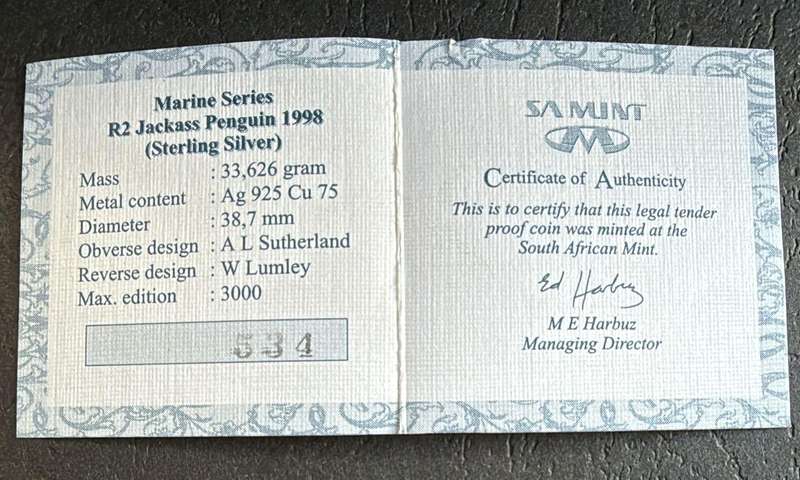 Marine Series
R2 Jackass Penguin 1998
(Sterling Silver)
Mass : 33,626 gram
Metal content : Ag 925 Cu 75
Diameter : 38,7 mm
Obverse design : A L Sutherland
Reverse design : W Lumley
Max. edition : 3000
534
SA MINT
Certificate of Authenticity
This is to certify that this legal tender
proof coin was minted at the
South African Mint.
Ed Harbuz
M E Harbuz
Managing Director